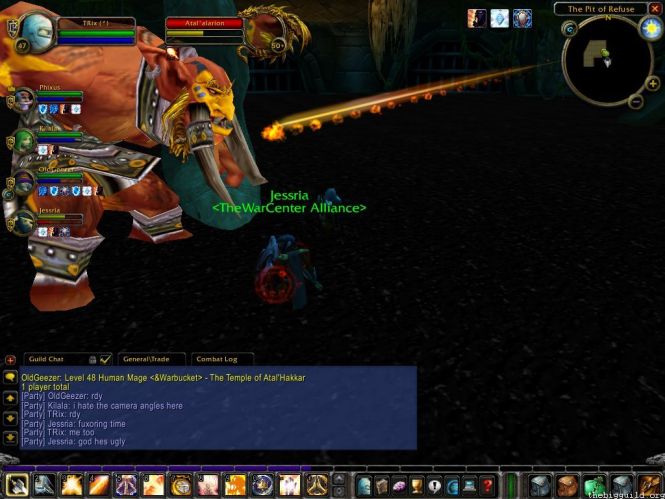 TRix (*)
Atal'alarion
The Pit of Refuse
N
47
50+
Phixus
OldGeezer
Jessria
Jessria
<TheWarCenter Alliance>
Guild Chat
General\Trade
Combat Log
OldGeezer: Level 48 Human Mage <&Warbucket> - The Temple of Atal'Hakkar
1 player total
[Party] OldGeezer: rdy
[Party] Kilala: i hate the camera angles here
[Party] TRix: rdy
[Party] Jessria: fuxoring time
[Party] TRix: me too
[Party] Jessria: god hes ugly
thebigguild.org